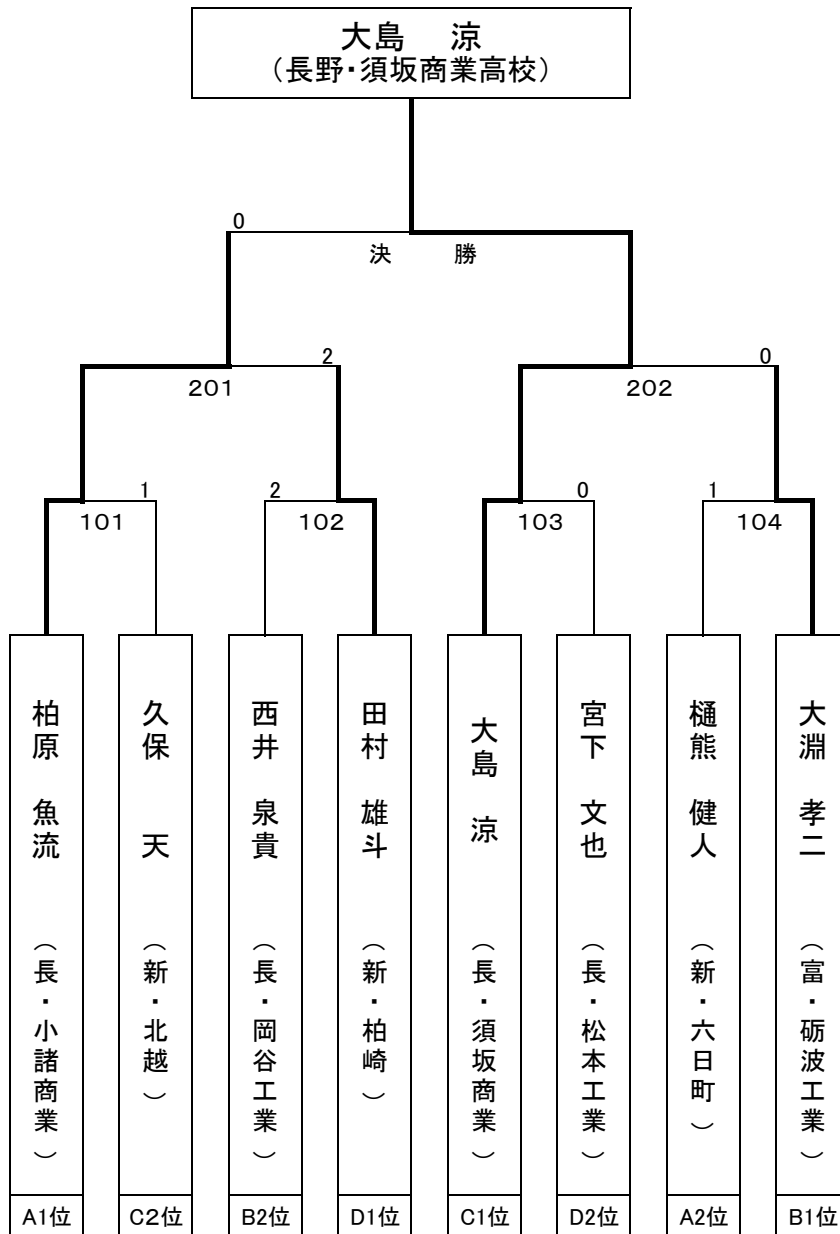 大島　涼
（長野・須坂商業高校）
0
決　勝
2
0
201
202
1
2
0
1
101
102
103
104
柏原　魚流　（長・小諸商業）
久保　天　（新・北越）
西井　泉貴　（長・岡谷工業）
田村　雄斗　（新・柏崎）
大島　涼　（長・須坂商業）
宮下　文也　（長・松本工業）
樋熊　健人　（新・六日町）
大淵　孝二　（富・砺波工業）
A1位
C2位
B2位
D1位
C1位
D2位
A2位
B1位